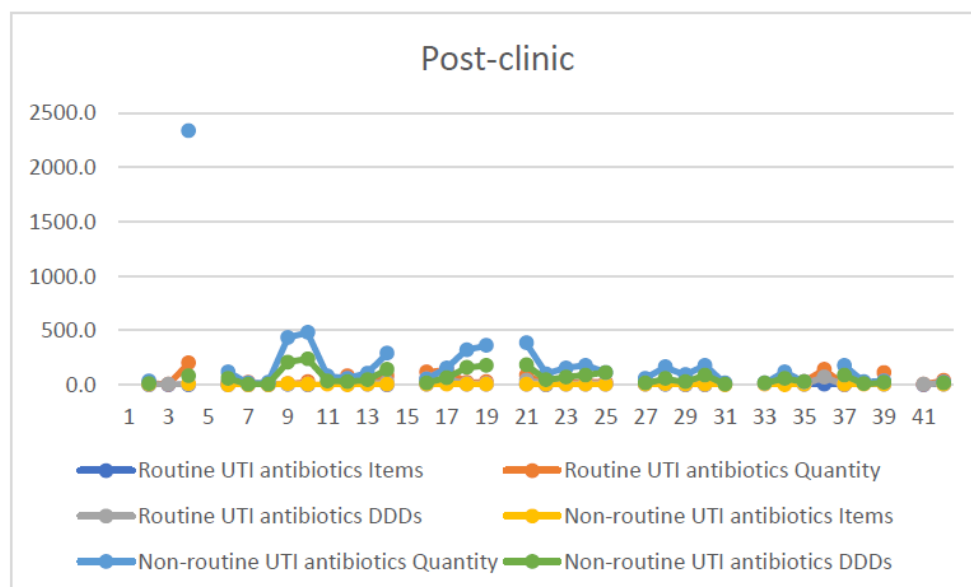 Post-clinic
2500.0
2000.0
1500.0
1000.0
500.0
0.0
1 3 5 7 9 11 13 15 17 19 21 23 25 27 29 31 33 35 37 39 41
Routine UTI antibiotics Items Routine UTI antibiotics Quantity
Routine UTI antibiotics DDDs Non-routine UTI antibiotics Items
Non-routine UTI antibiotics Quantity Non-routine UTI antibiotics DDDs